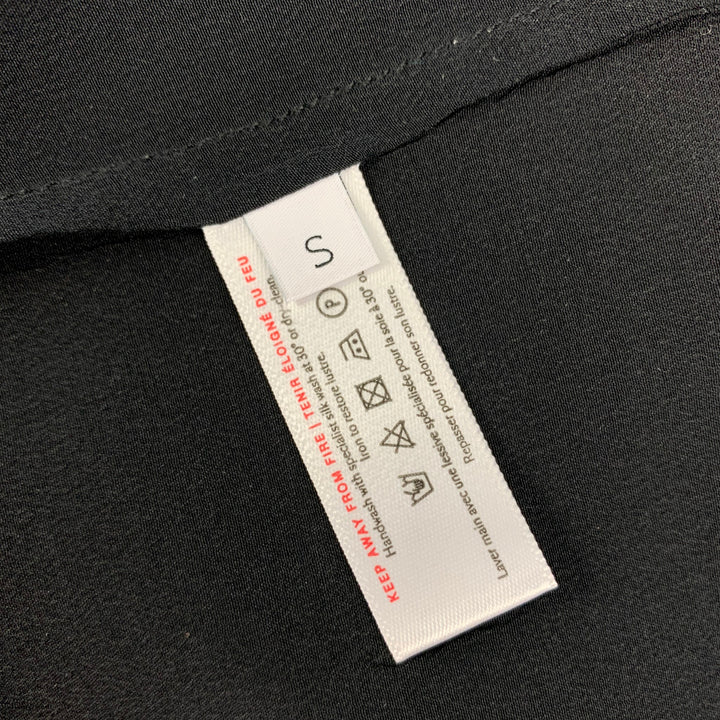 S
KEEP AWAY FROM FIRE I TENIR ÉLOIGNÉ DU FEU
Handwash with specialist silk wash at 30° or dry-clean.
Iron to restore lustre.
P
Laver main avec une lessive spécialisée pour la soie à 30° ou
Repasser pour redonner son lustre.